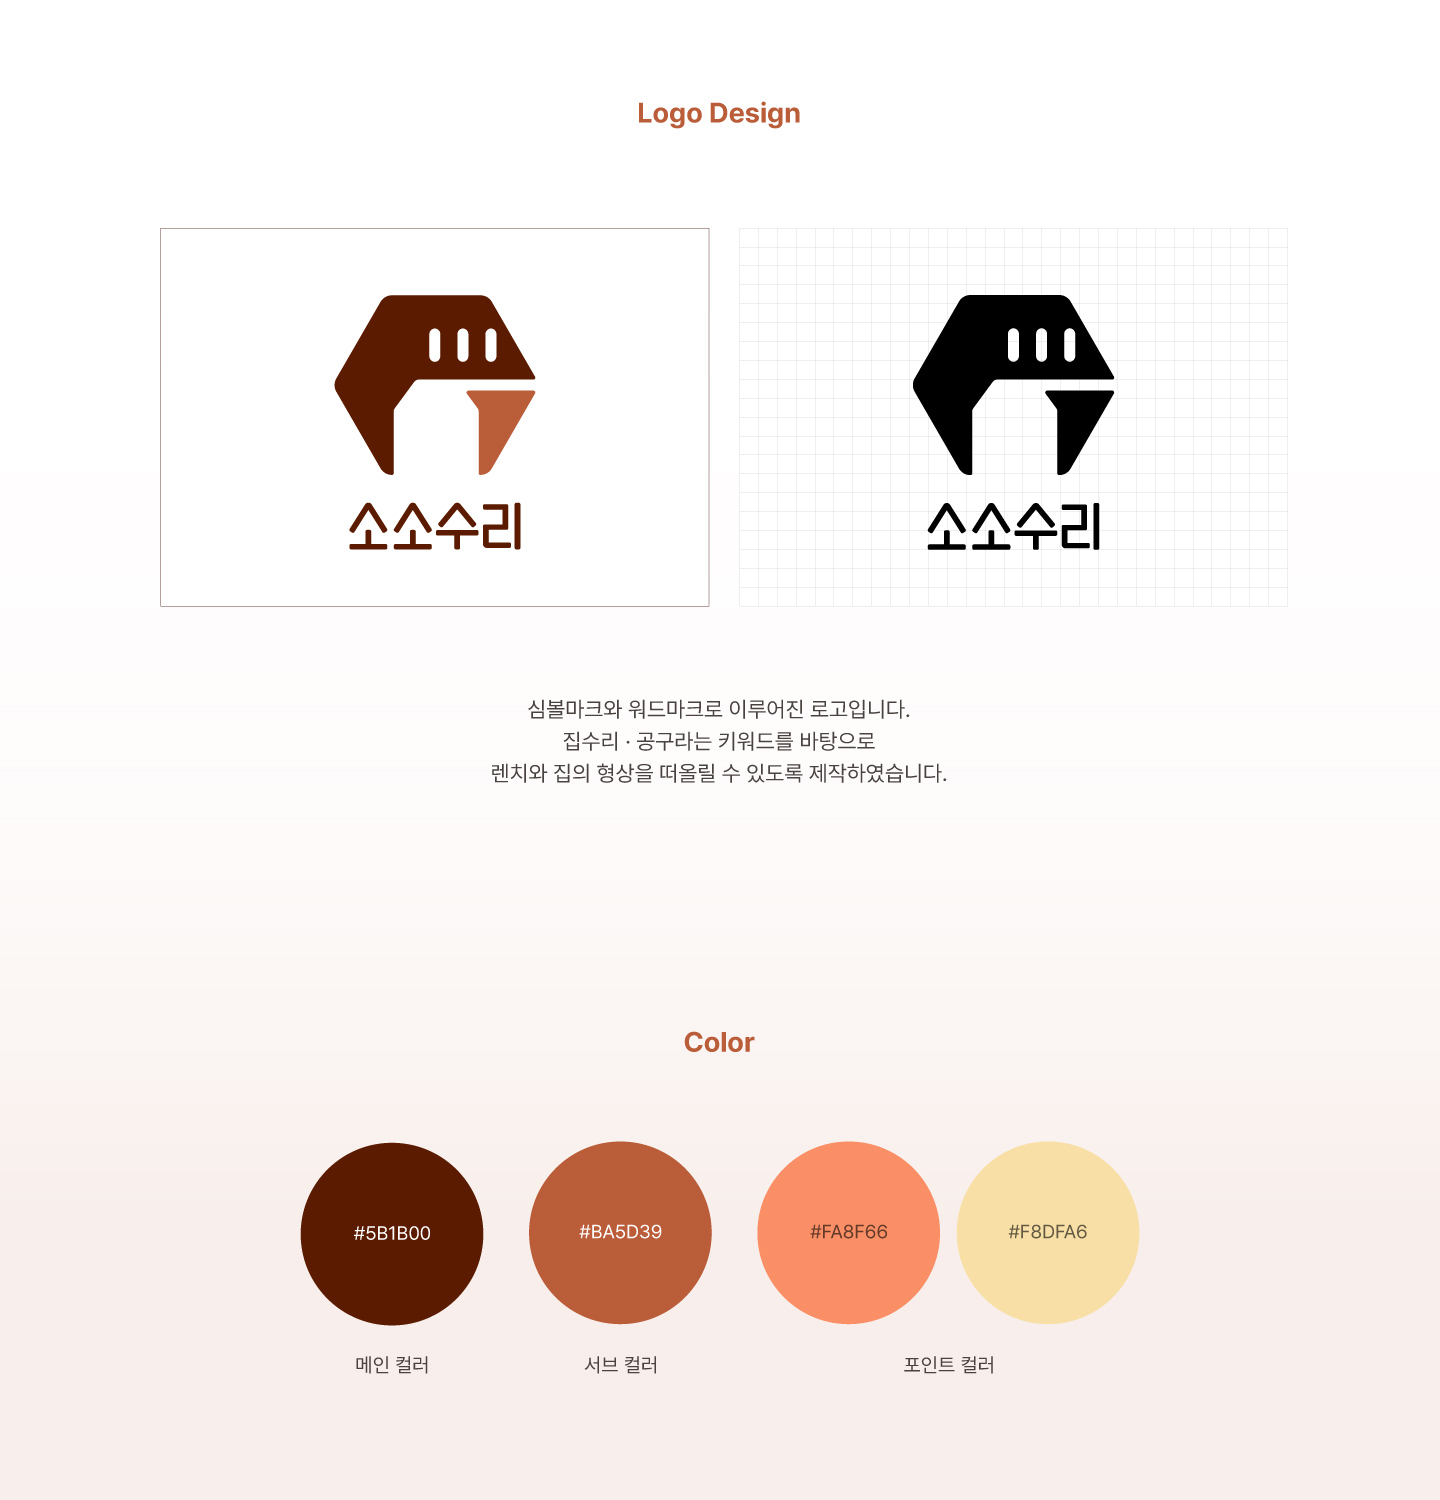 Logo Design
소소수리
소소수리
심볼마크와 워드마크로 이루어진 로고입니다.
집수리 · 공구라는 키워드를 바탕으로
렌치와 집의 형상을 떠올릴 수 있도록 제작하였습니다.
Color
#5B1B00
#BA5D39
#FA8F66
#F8DFA6
메인 컬러
서브 컬러
포인트 컬러